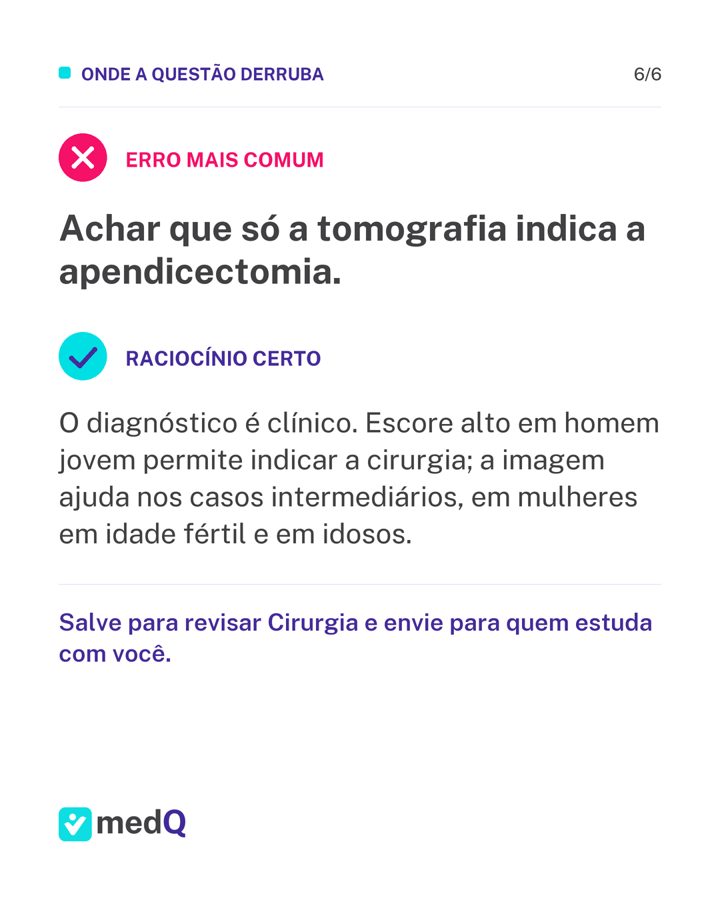 ONDE A QUESTÃO DERRUBA
6/6
ERRO MAIS COMUM
Achar que só a tomografia indica a
apendicectomia.
RACIOCÍNIO CERTO
O diagnóstico é clínico. Escore alto em homem
jovem permite indicar a cirurgia; a imagem
ajuda nos casos intermediários, em mulheres
em idade fértil e em idosos.
Salve para revisar Cirurgia e envie para quem estuda
com você.
medQ